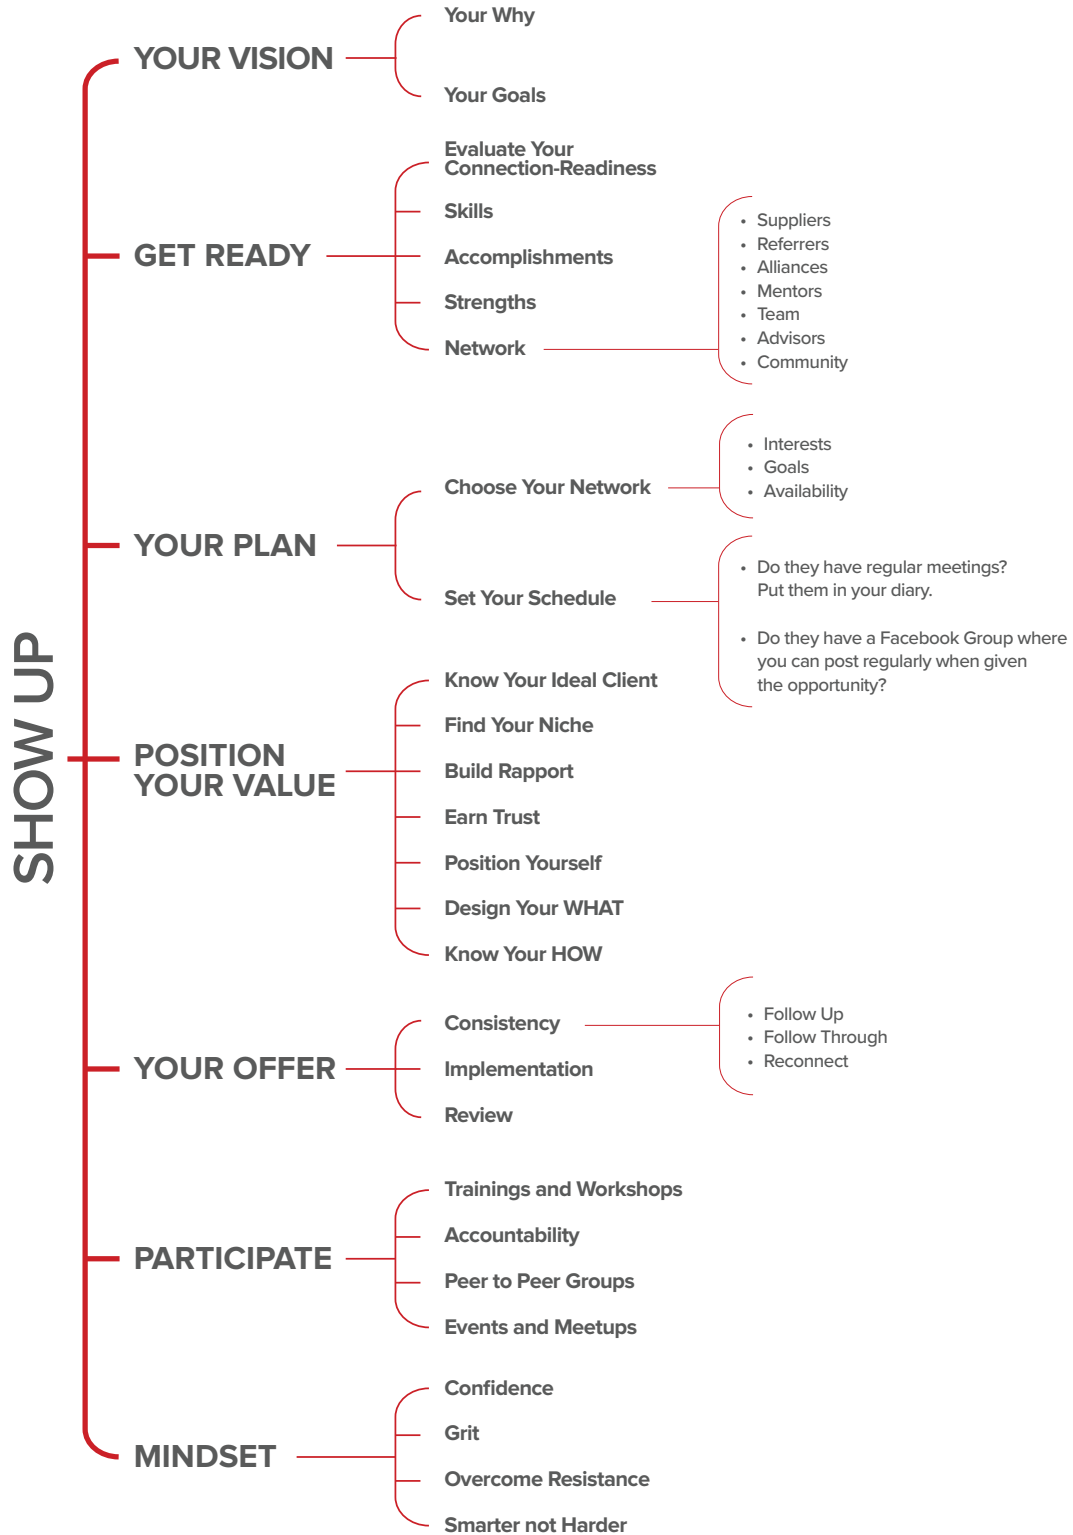 SHOW UP
YOUR VISION
Your Why
Your Goals
GET READY
Evaluate Your
Connection-Readiness
Skills
Accomplishments
Strengths
Network
• Suppliers
• Referrers
• Alliances
• Mentors
• Team
• Advisors
• Community
YOUR PLAN
Choose Your Network
• Interests
• Goals
• Availability
Set Your Schedule
• Do they have regular meetings?
Put them in your diary.
• Do they have a Facebook Group where
you can post regularly when given
the opportunity?
POSITION
YOUR VALUE
Know Your Ideal Client
Find Your Niche
Build Rapport
Earn Trust
Position Yourself
Design Your WHAT
Know Your HOW
YOUR OFFER
Consistency
• Follow Up
• Follow Through
• Reconnect
Implementation
Review
PARTICIPATE
Trainings and Workshops
Accountability
Peer to Peer Groups
Events and Meetups
MINDSET
Confidence
Grit
Overcome Resistance
Smarter not Harder